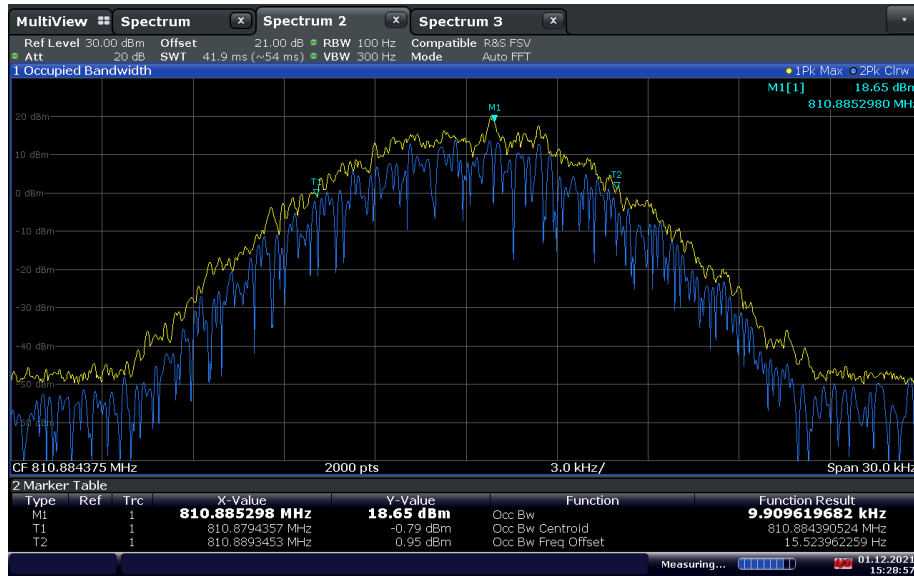 MultiView Spectrum X Spectrum 2 X Spectrum 3 X
Ref Level 30.00 dBm Offset 21.00 dB RBW 100 Hz Compatible R&S FSV
Att 20 dB SWT 41.9 ms (~54 ms) VBW 300 Hz Mode Auto FFT
1 Occupied Bandwidth 1Pk Max 2Pk Clrw
M1[1] 18.65 dBm
810.8852980 MHz
M1
20 dBm
10 dBm
T1
T2
0 dBm
-10 dBm
-20 dBm
-30 dBm
-40 dBm
-50 dBm
CF 810.884375 MHz 2000 pts 3.0 kHz/ Span 30.0 kHz
2 Marker Table
Type Ref Trc X-Value Y-Value Function Function Result
M1 1 810.885298 MHz 18.65 dBm Occ Bw 9.909619682 kHz
T1 1 810.8794357 MHz -0.79 dBm Occ Bw Centroid 810.884390524 MHz
T2 1 810.8893453 MHz 0.95 dBm Occ Bw Freq Offset 15.523962259 Hz
Measuring... 01.12.2021
15:28:57